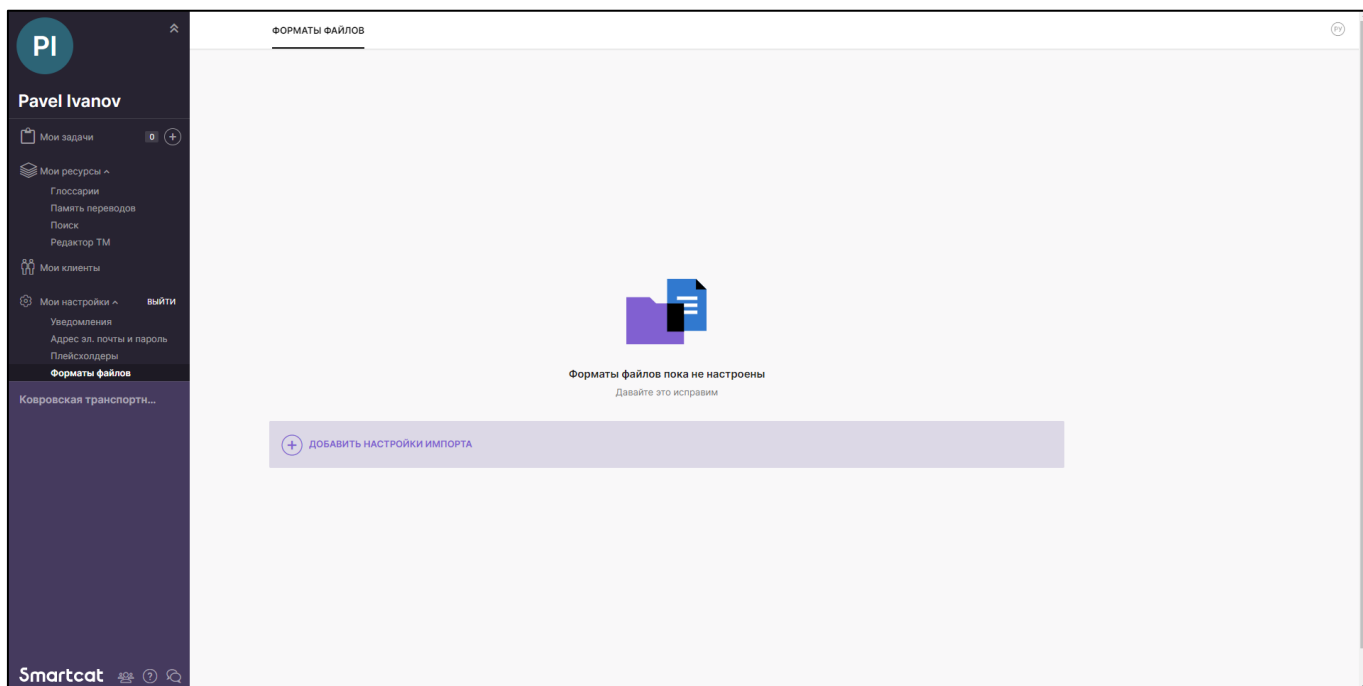 PI
Pavel Ivanov
Мои задачи 0
Мои ресурсы
Глоссарии
Память переводов
Поиск
Редактор ТМ
Мои клиенты
Мои настройки ВЫЙТИ
Уведомления
Адрес эл. почты и пароль
Плейсхолдеры
Форматы файлов
Ковровская транспортн...
Smartcat ?
ФОРМАТЫ ФАЙЛОВ
РУ
Форматы файлов пока не настроены
Давайте это исправим
ДОБАВИТЬ НАСТРОЙКИ ИМПОРТА